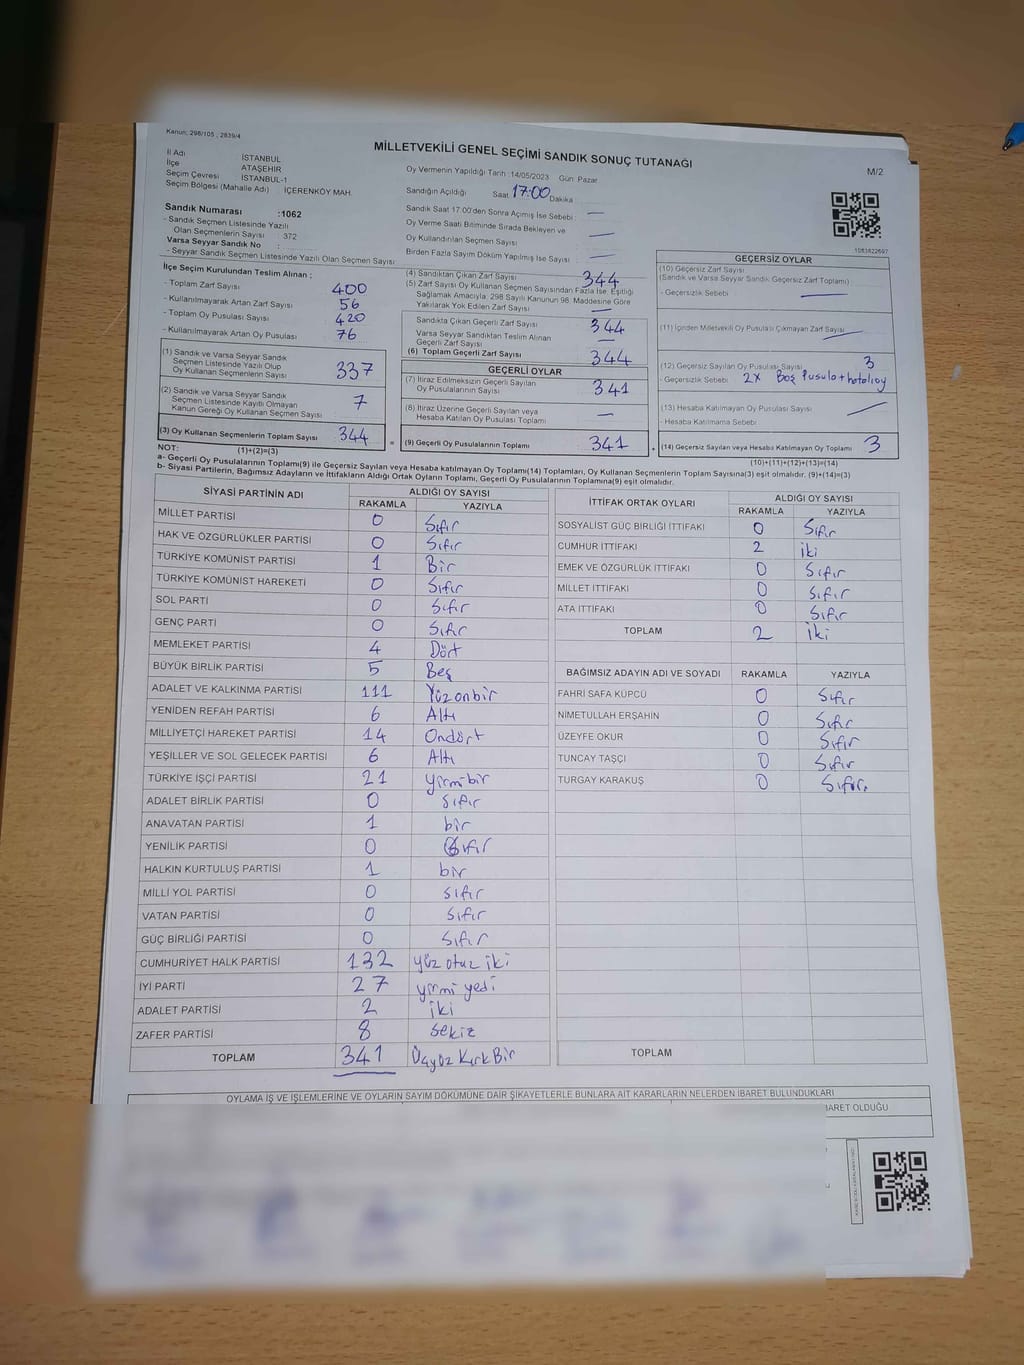 Kanun: 298/105 , 2839/4
MİLLETVEKİLİ GENEL SEÇİMİ SANDIK SONUÇ TUTANAĞI
M/2
İl Adı İSTANBUL
İlçe ATAŞEHİR
Seçim Çevresi İSTANBUL-1
Seçim Bölgesi (Mahalle Adı) İÇERENKÖY MAH.
Oy Vermenin Yapıldığı Tarih :14/05/2023 Gün: Pazar
Sandığın Açıldığı Saat 17:00 Dakika
Sandık Saat 17.00'den Sonra Açılmış İse Sebebi : —
Oy Verme Saati Bitiminde Sırada Bekleyen ve
Oy Kullandırılan Seçmen Sayısı —
Birden Fazla Sayım Döküm Yapılmış İse Sayısı : —
Sandık Numarası :1062
- Sandık Seçmen Listesinde Yazılı
Olan Seçmenlerin Sayısı : 372
Varsa Seyyar Sandık No :
- Seyyar Sandık Seçmen Listesinde Yazılı Olan Seçmen Sayısı:
1083822697
İlçe Seçim Kurulundan Teslim Alınan ;
- Toplam Zarf Sayısı 400
- Kullanılmayarak Artan Zarf Sayısı 56
- Toplam Oy Pusulası Sayısı 420
- Kullanılmayarak Artan Oy Pusulası 76
(1) Sandık ve Varsa Seyyar Sandık
Seçmen Listesinde Yazılı Olup
Oy Kullanan Seçmenlerin Sayısı 337
(2) Sandık ve Varsa Seyyar Sandık
Seçmen Listesinde Kayıtlı Olmayan
Kanun Gereği Oy Kullanan Seçmen Sayısı 7
(3) Oy Kullanan Seçmenlerin Toplam Sayısı 344
(1)+(2)=(3)
(4) Sandıktan Çıkan Zarf Sayısı 344
(5) Zarf Sayısı Oy Kullanan Seçmen Sayısından Fazla İse, Eşitliği
Sağlamak Amacıyla; 298 Sayılı Kanunun 98. Maddesine Göre
Yakılarak Yok Edilen Zarf Sayısı —
Sandıkta Çıkan Geçerli Zarf Sayısı 344
Varsa Seyyar Sandıktan Teslim Alınan
Geçerli Zarf Sayısı —
(6) Toplam Geçerli Zarf Sayısı 344
GEÇERLİ OYLAR
(7) İtiraz Edilmeksizin Geçerli Sayılan
Oy Pusulalarının Sayısı 341
(8) İtiraz Üzerine Geçerli Sayılan veya
Hesaba Katılan Oy Pusulası Toplamı —
= (9) Geçerli Oy Pusulalarının Toplamı 341
GEÇERSİZ OYLAR
(10) Geçersiz Zarf Sayısı
(Sandık ve Varsa Seyyar Sandık Geçersiz Zarf Toplamı)
- Geçersizlik Sebebi : —
(11) İçinden Milletvekili Oy Pusulası Çıkmayan Zarf Sayısı —
(12) Geçersiz Sayılan Oy Pusulası Sayısı 3
- Geçersizlik Sebebi : 2x Boş Pusula + hatalıoy
(13) Hesaba Katılmayan Oy Pusulası Sayısı —
- Hesaba Katılmama Sebebi :
+ (14) Geçersiz Sayılan veya Hesabı Katılmayan Oy Toplamı 3
(10)+(11)+(12)+(13)=(14)
NOT:
a- Geçerli Oy Pusulalarının Toplamı(9) ile Geçersiz Sayılan veya Hesaba katılmayan Oy Toplamı(14) Toplamları, Oy Kullanan Seçmenlerin Toplam Sayısına(3) eşit olmalıdır. (9)+(14)=(3)
b- Siyasi Partilerin, Bağımsız Adayların ve İttifakların Aldığı Ortak Oyların Toplamı, Geçerli Oy Pusulalarının Toplamına(9) eşit olmalıdır.
SİYASİ PARTİNİN ADI ALDIĞI OY SAYISI
RAKAMLA YAZIYLA
MİLLET PARTİSİ 0 Sıfır
HAK VE ÖZGÜRLÜKLER PARTİSİ 0 Sıfır
TÜRKİYE KOMÜNİST PARTİSİ 1 Bir
TÜRKİYE KOMÜNİST HAREKETİ 0 Sıfır
SOL PARTİ 0 Sıfır
GENÇ PARTİ 0 Sıfır
MEMLEKET PARTİSİ 4 Dört
BÜYÜK BİRLİK PARTİSİ 5 Beş
ADALET VE KALKINMA PARTİSİ 111 Yüzonbir
YENİDEN REFAH PARTİSİ 6 Altı
MİLLİYETÇİ HAREKET PARTİSİ 14 Ondört
YEŞİLLER VE SOL GELECEK PARTİSİ 6 Altı
TÜRKİYE İŞÇİ PARTİSİ 21 yirmibir
ADALET BİRLİK PARTİSİ 0 sıfır
ANAVATAN PARTİSİ 1 bir
YENİLİK PARTİSİ 0 Sıfır
HALKIN KURTULUŞ PARTİSİ 1 bir
MİLLİ YOL PARTİSİ 0 sıfır
VATAN PARTİSİ 0 sıfır
GÜÇ BİRLİĞİ PARTİSİ 0 sıfır
CUMHURİYET HALK PARTİSİ 132 yüz otuz iki
İYİ PARTİ 27 yirmi yedi
ADALET PARTİSİ 2 iki
ZAFER PARTİSİ 8 sekiz
TOPLAM 341 Üçyüz Kırk Bir
İTTİFAK ORTAK OYLARI ALDIĞI OY SAYISI
RAKAMLA YAZIYLA
SOSYALİST GÜÇ BİRLİĞİ İTTİFAKI 0 Sıfır
CUMHUR İTTİFAKI 2 iki
EMEK VE ÖZGÜRLÜK İTTİFAKI 0 Sıfır
MİLLET İTTİFAKI 0 Sıfır
ATA İTTİFAKI 0 Sıfır
TOPLAM 2 iki
BAĞIMSIZ ADAYIN ADI VE SOYADI RAKAMLA YAZIYLA
FAHRİ SAFA KÜPCÜ 0 Sıfır
NİMETULLAH ERŞAHİN 0 Sıfır
ÜZEYFE OKUR 0 Sıfır
TUNCAY TAŞÇI 0 Sıfır
TURGAY KARAKUŞ 0 Sıfır.
TOPLAM
OYLAMA İŞ VE İŞLEMLERİNE VE OYLARIN SAYIM DÖKÜMÜNE DAİR ŞİKAYETLERLE BUNLARA AİT KARARLARIN NELERDEN İBARET BULUNDUKLARI
BARET OLDUĞU